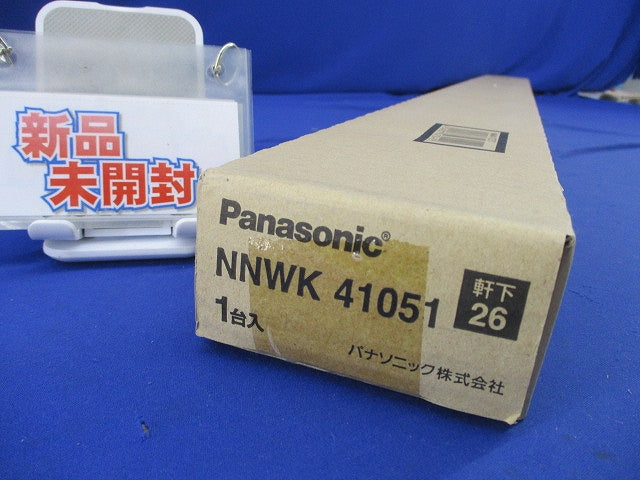 新品
未開封
Panasonic®
NNWK 41051
1台入
軒下
26
パナソニック株式会社